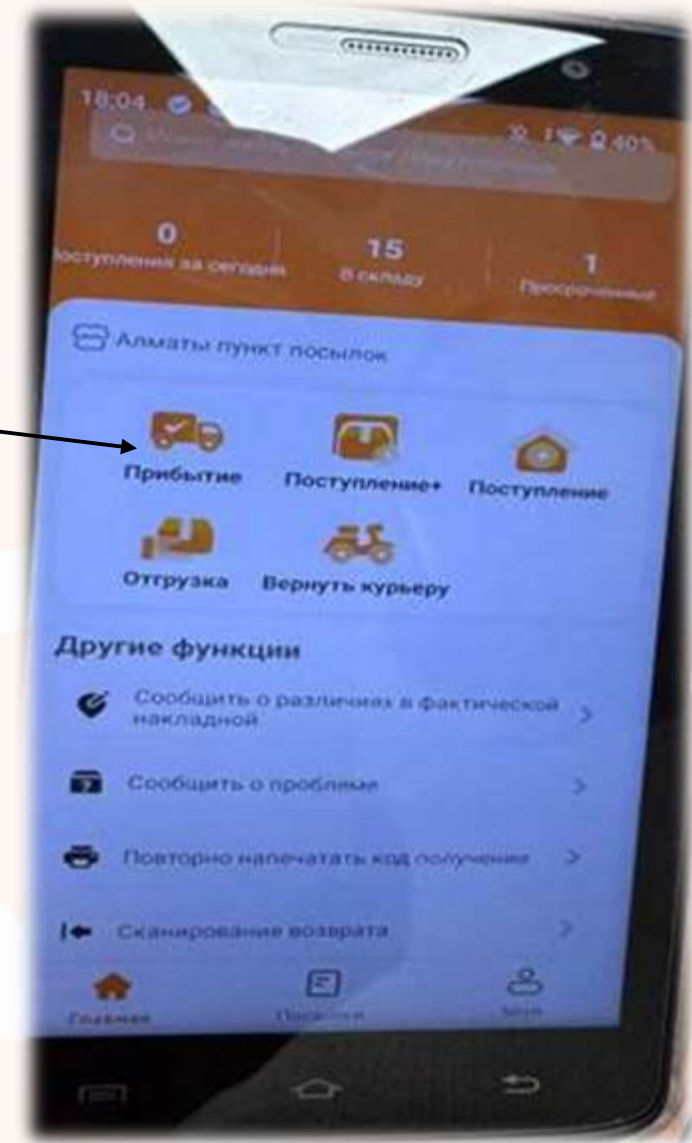 18:04
40%
0
15
1
Поступления за сегодня
В складу
Просроченные
Алматы пункт посылок
Прибытие
Поступление+
Поступление
Отгрузка
Вернуть курьеру
Другие функции
Сообщить о различиях в фактической
накладной
Сообщить о проблеме
Повторно напечатать код получения
Сканирование возврата
Главная